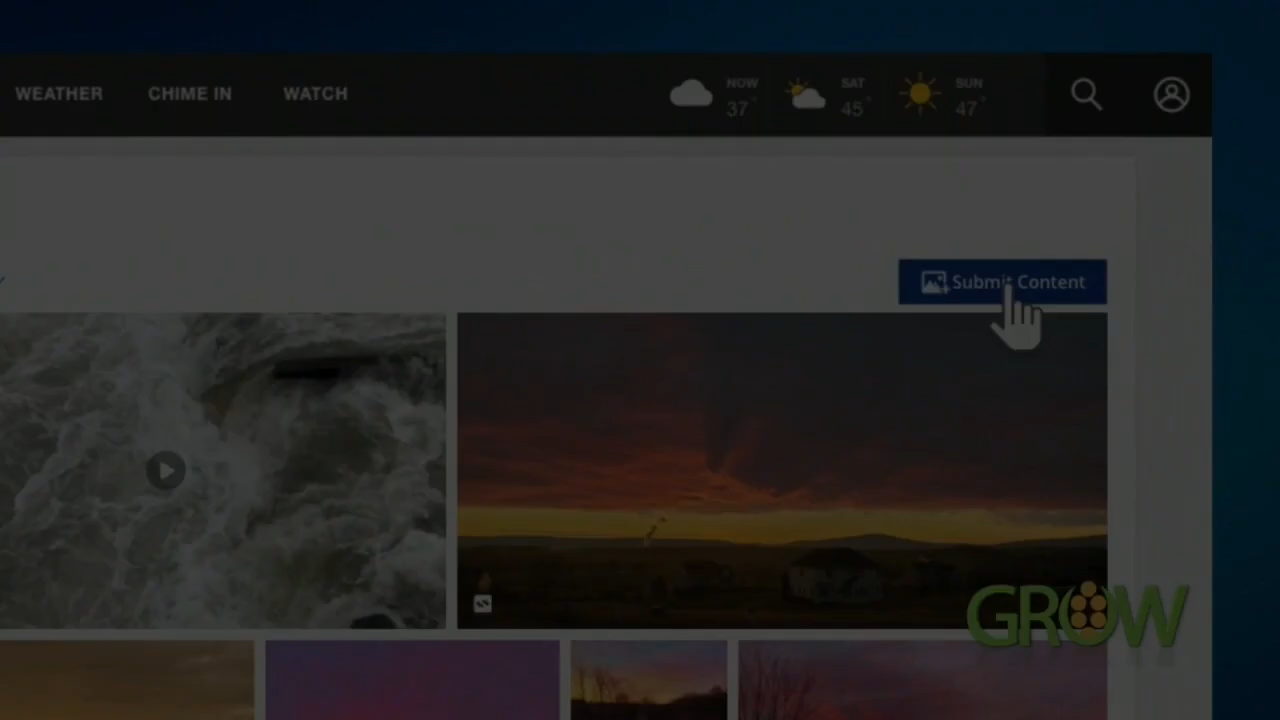 WEATHER CHIME IN WATCH
NOW
37°
SAT
45°
SUN
47°
Submit Content
GROW